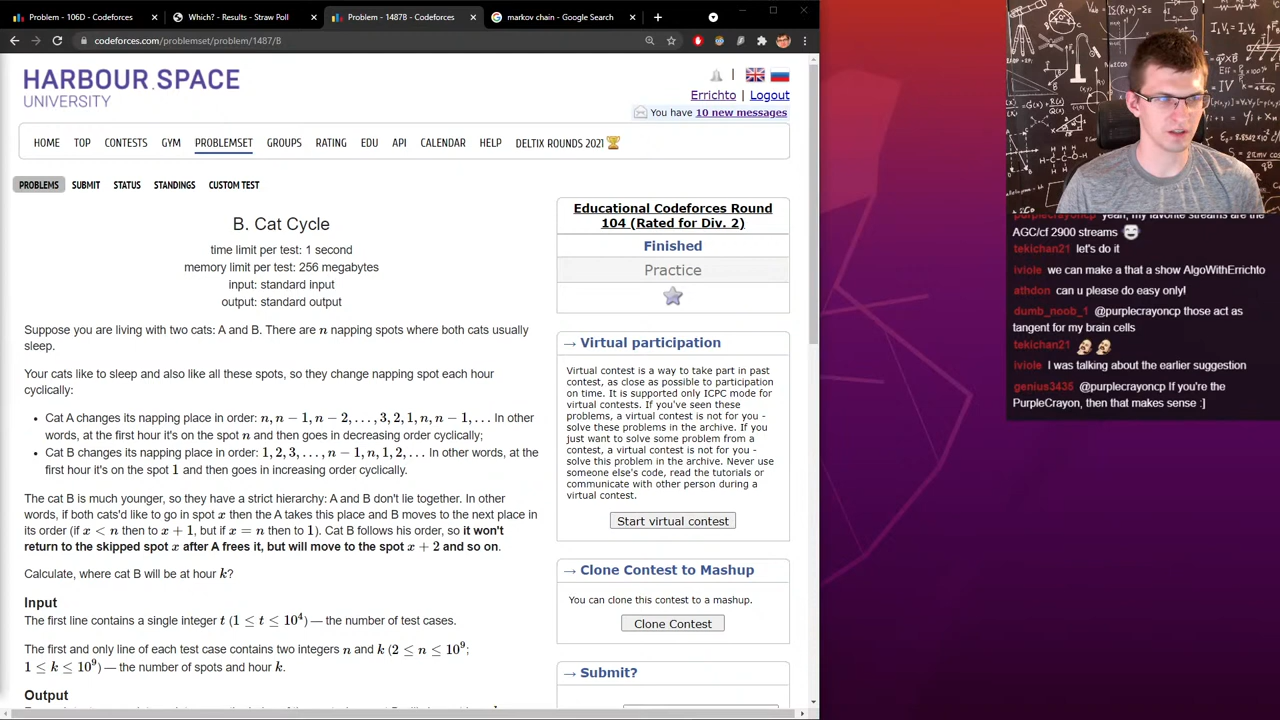 Problem - 106D - Codeforces
Which? - Results - Straw Poll
Problem - 1487B - Codeforces
markov chain - Google Search
codeforces.com/problemset/problem/1487/B
HARBOUR.SPACE
UNIVERSITY
Errichto | Logout
You have 10 new messages
HOME TOP CONTESTS GYM PROBLEMSET GROUPS RATING EDU API CALENDAR HELP DELTIX ROUNDS 2021
PROBLEMS SUBMIT STATUS STANDINGS CUSTOM TEST
B. Cat Cycle
time limit per test: 1 second
memory limit per test: 256 megabytes
input: standard input
output: standard output
Suppose you are living with two cats: A and B. There are n napping spots where both cats usually
sleep.
Your cats like to sleep and also like all these spots, so they change napping spot each hour
cyclically:
• Cat A changes its napping place in order: n, n − 1, n − 2, . . . , 3, 2, 1, n, n − 1, . . . In other
words, at the first hour it's on the spot n and then goes in decreasing order cyclically;
• Cat B changes its napping place in order: 1, 2, 3, . . . , n − 1, n, 1, 2, . . . In other words, at the
first hour it's on the spot 1 and then goes in increasing order cyclically.
The cat B is much younger, so they have a strict hierarchy: A and B don't lie together. In other
words, if both cats'd like to go in spot x then the A takes this place and B moves to the next place in
its order (if x < n then to x + 1, but if x = n then to 1). Cat B follows his order, so it won't
return to the skipped spot x after A frees it, but will move to the spot x + 2 and so on.
Calculate, where cat B will be at hour k?
Input
The first line contains a single integer t (1 ≤ t ≤ 10⁴) — the number of test cases.
The first and only line of each test case contains two integers n and k (2 ≤ n ≤ 10⁹;
1 ≤ k ≤ 10⁹) — the number of spots and hour k.
Output
Educational Codeforces Round
104 (Rated for Div. 2)
Finished
Practice
→ Virtual participation
Virtual contest is a way to take part in past
contest, as close as possible to participation
on time. It is supported only ICPC mode for
virtual contests. If you've seen these
problems, a virtual contest is not for you -
solve these problems in the archive. If you
just want to solve some problem from a
contest, a virtual contest is not for you -
solve this problem in the archive. Never use
someone else's code, read the tutorials or
communicate with other person during a
virtual contest.
Start virtual contest
→ Clone Contest to Mashup
You can clone this contest to a mashup.
Clone Contest
→ Submit?
purplecrayoncp yeah, my favorite streams are the
AGC/cf 2900 streams
tekichan21 let's do it
iviole we can make a that a show AlgoWithErrichto
athdon can u please do easy only!
dumb_noob_1 @purplecrayoncp those act as
tangent for my brain cells
tekichan21
iviole I was talking about the earlier suggestion
genius3435 @purplecrayoncp If you're the
PurpleCrayon, then that makes sense :]